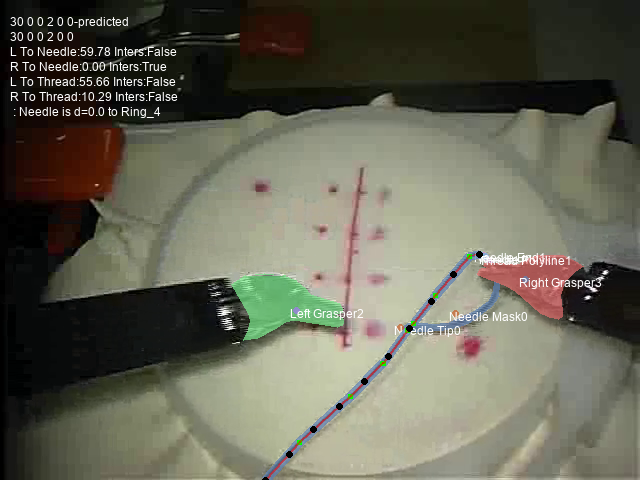 30 0 0 2 0 0-predicted
30 0 0 2 0 0
L To Needle:59.78 Inters:False
R To Needle:0.00 Inters:True
L To Thread:55.66 Inters:False
R To Thread:10.29 Inters:False
: Needle is d=0.0 to Ring_4
Polyline1
Right Grasper3
Left Grasper2
Needle Mask0
Needle Tip0